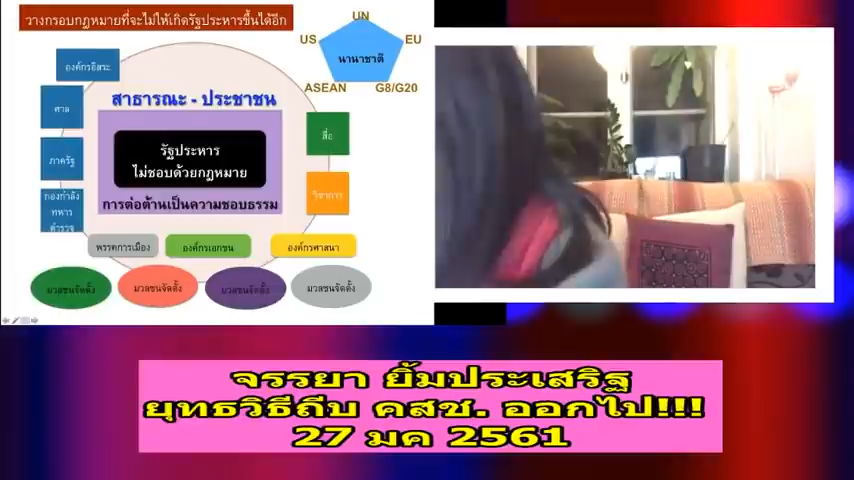 วางกรอบกฎหมายที่จะไม่ให้เกิดรัฐประหารขึ้นได้อีก
UN
US
EU
นานาชาติ
ASEAN
G8/G20
องค์กรอิสระ
สาธารณะ - ประชาชน
ศาล
สื่อ
รัฐประหาร
ไม่ชอบด้วยกฎหมาย
ภาครัฐ
วิชาการ
กองกำลัง
ทหาร
ตำรวจ
การต่อต้านเป็นความชอบธรรม
พรรคการเมือง
องค์กรเอกชน
องค์กรศาสนา
มวลชนจัดตั้ง
มวลชนจัดตั้ง
มวลชนจัดตั้ง
มวลชนจัดตั้ง
จรรยา ยิ้มประเสริฐ
ยุทธวิธีถีบ คสช. ออกไป!!!
27 มค 2561